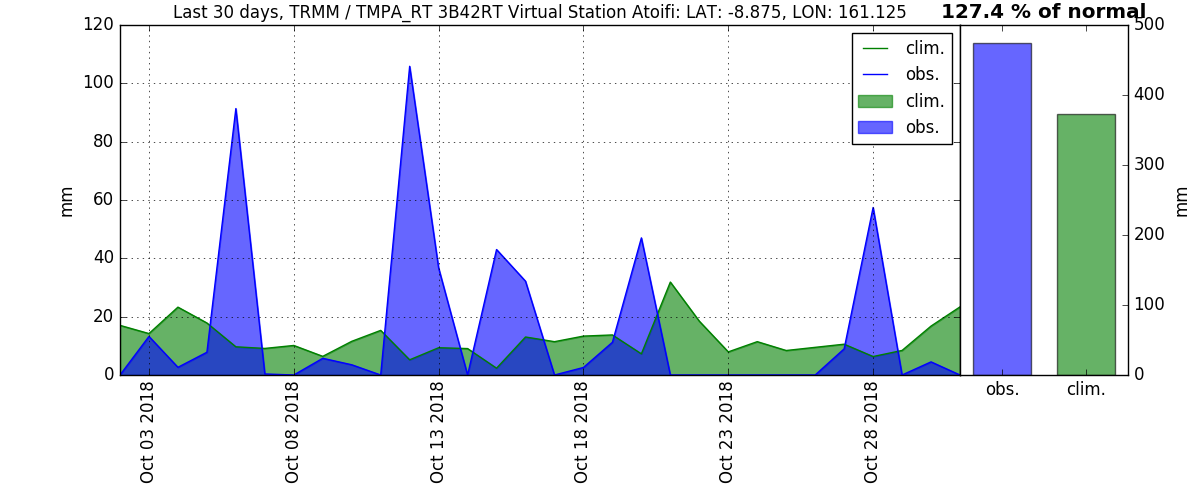 Last 30 days, TRMM / TMPA_RT 3B42RT Virtual Station Atoifi: LAT: -8.875, LON: 161.125
127.4 % of normal
120
100
80
60
40
20
0
mm
clim.
obs.
clim.
obs.
Oct 03 2018
Oct 08 2018
Oct 13 2018
Oct 18 2018
Oct 23 2018
Oct 28 2018
500
400
300
200
100
0
mm
obs.
clim.